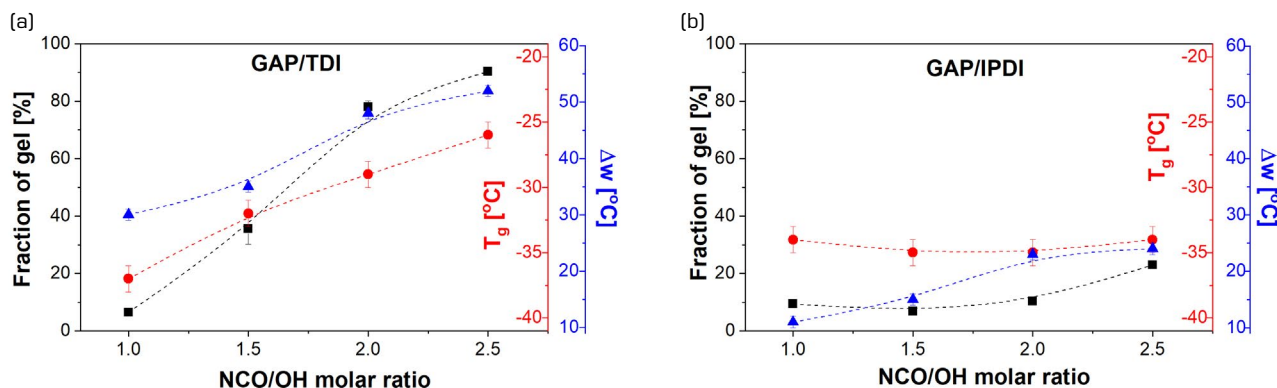 (a)
GAP/TDI
Fraction of gel [%]
100
80
60
40
20
0
1.0 1.5 2.0 2.5
NCO/OH molar ratio
-20
-25
-30
-35
-40
Tg [°C]
60
50
40
30
20
10
ΔW [°C]
(b)
GAP/IPDI
Fraction of gel [%]
100
80
60
40
20
0
1.0 1.5 2.0 2.5
NCO/OH molar ratio
-20
-25
-30
-35
-40
Tg [°C]
60
50
40
30
20
10
ΔW [°C]